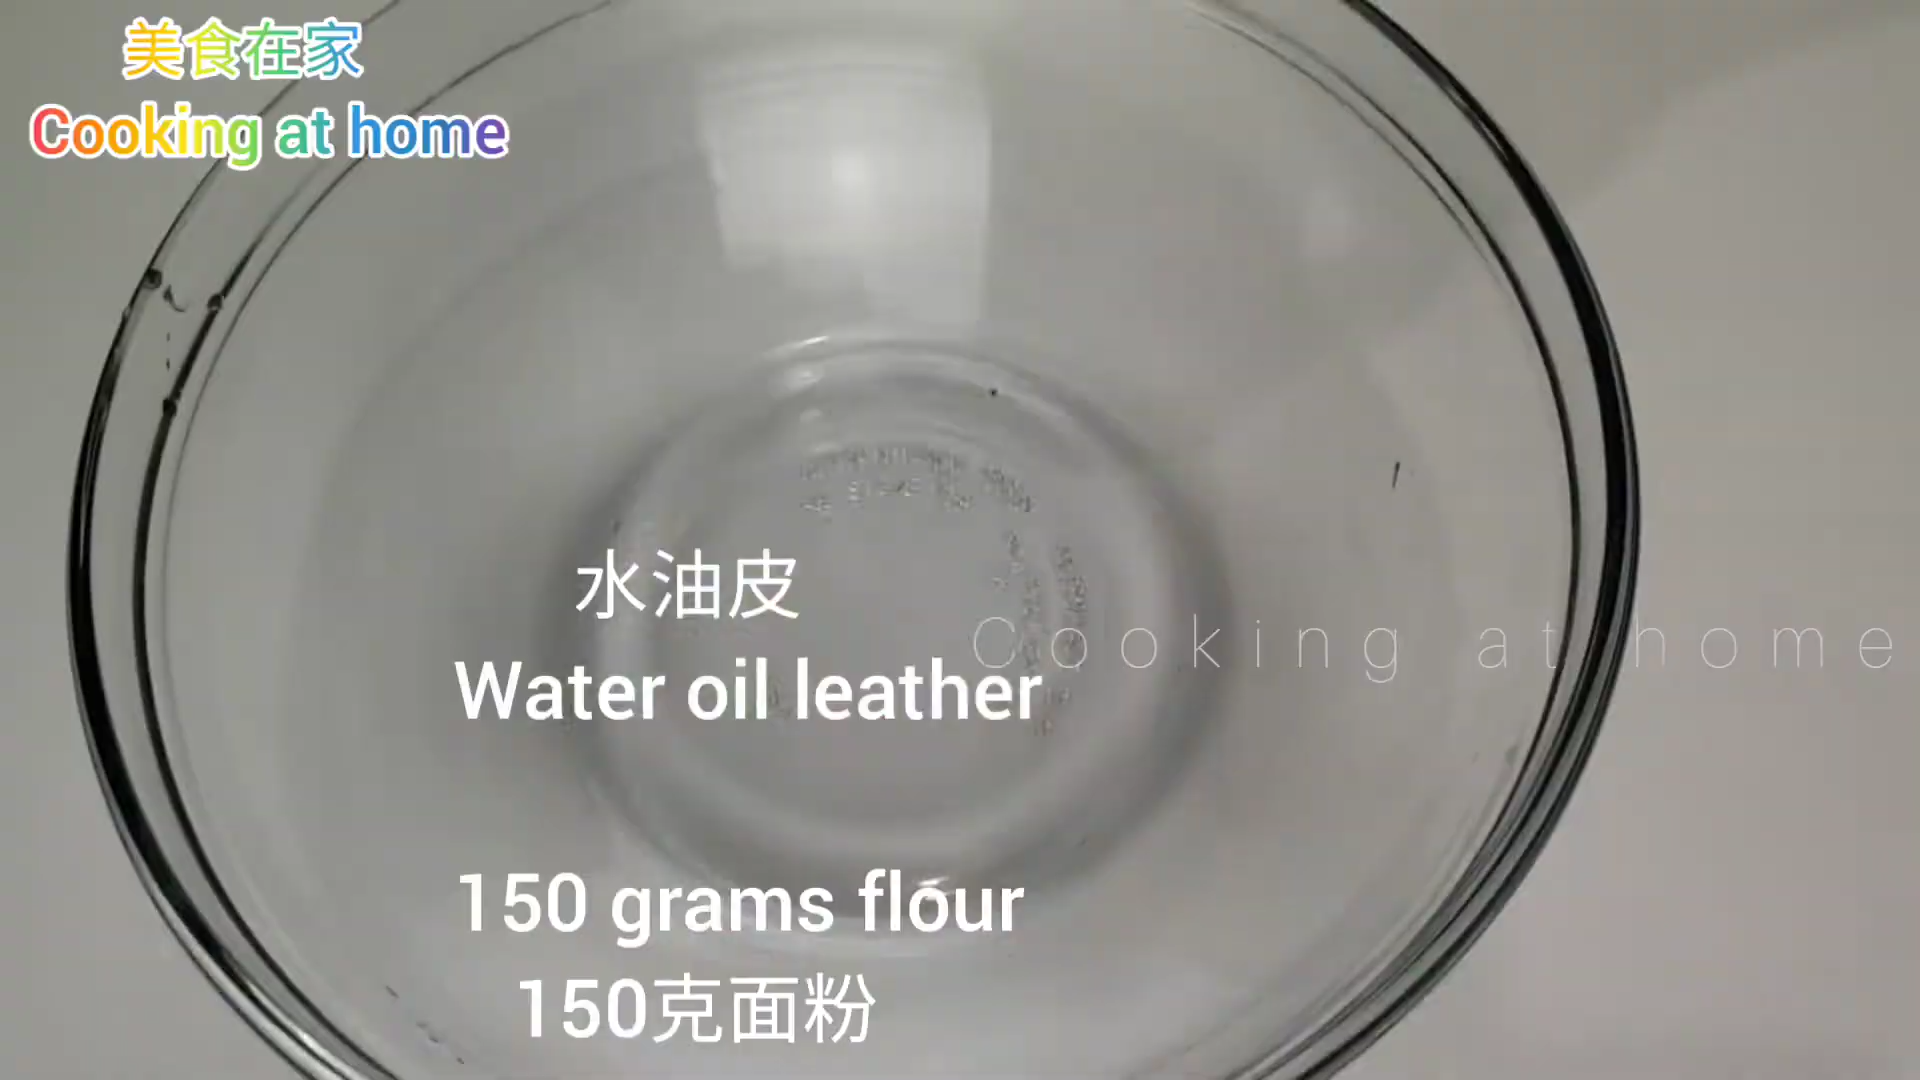 美食在家
Cooking at home
水油皮
Water oil leather
Cooking at home
150 grams flour
150克面粉